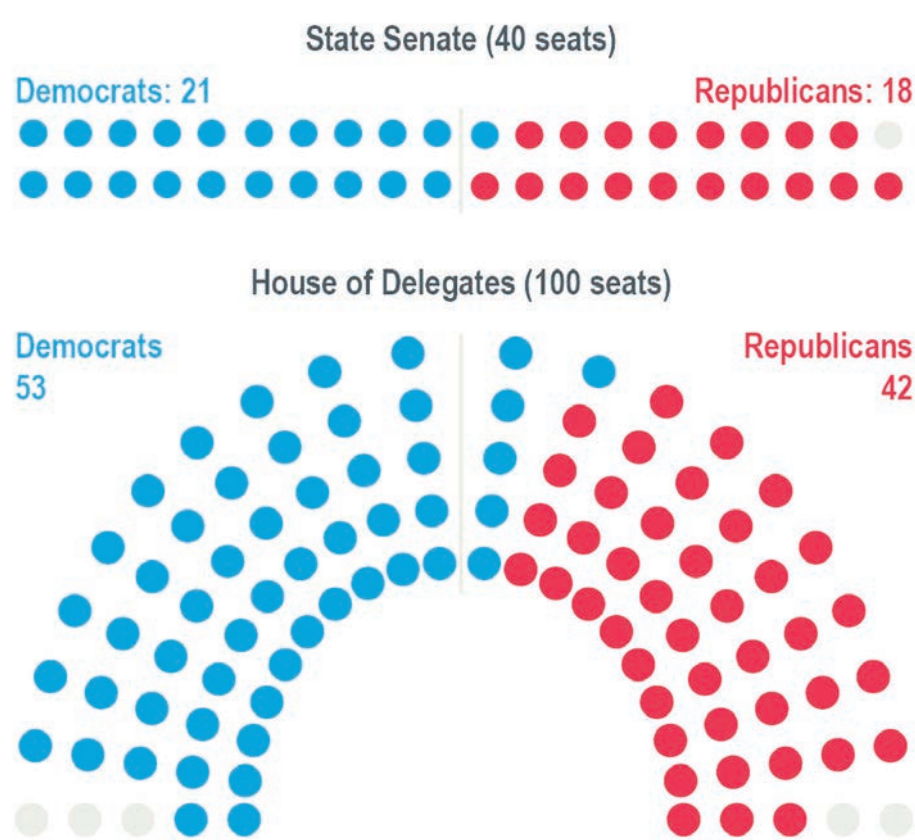 State Senate (40 seats)
Democrats: 21
Republicans: 18
House of Delegates (100 seats)
Democrats
53
Republicans
42